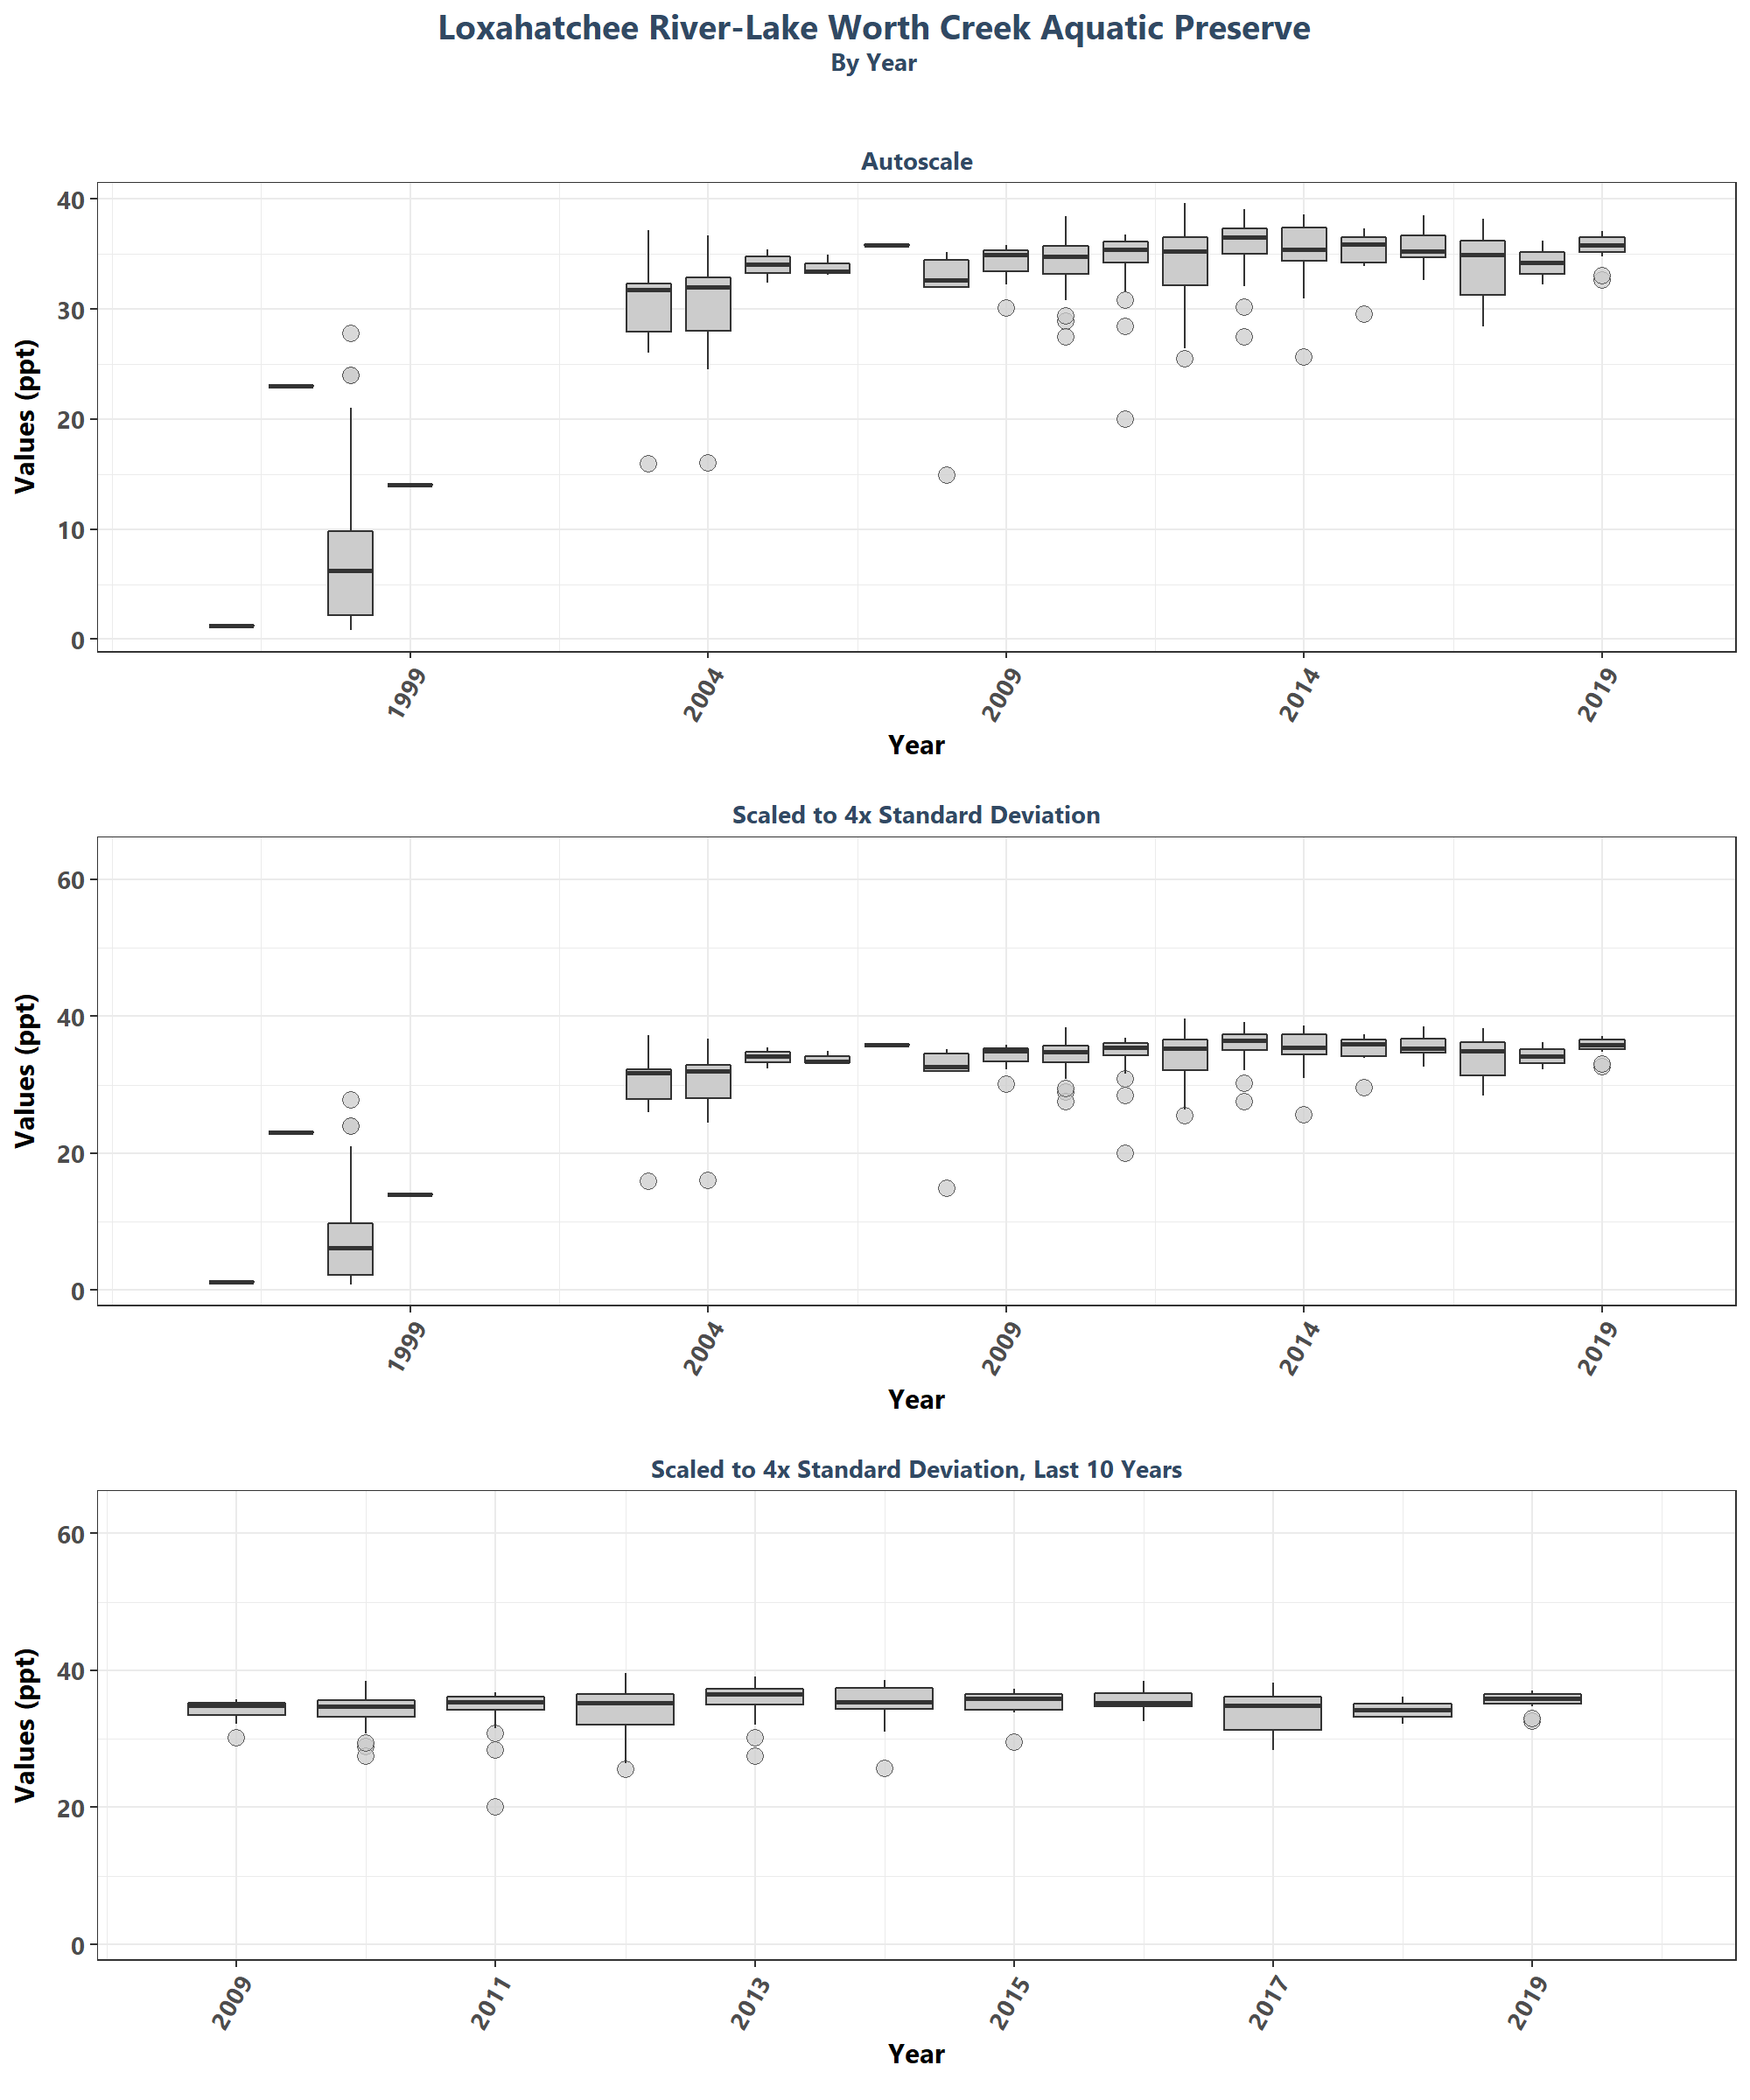 Loxahatchee River-Lake Worth Creek Aquatic Preserve
By Year
Autoscale
Values (ppt)
40
30
20
10
0
1999 2004 2009 2014 2019
Year
Scaled to 4x Standard Deviation
Values (ppt)
60
40
20
0
1999 2004 2009 2014 2019
Year
Scaled to 4x Standard Deviation, Last 10 Years
Values (ppt)
60
40
20
0
2009 2011 2013 2015 2017 2019
Year